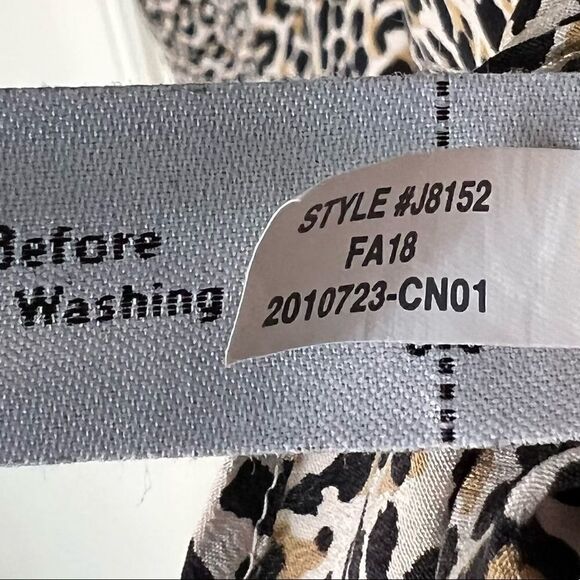 Before
Washing
STYLE #J8152
FA18
2010723-CN01